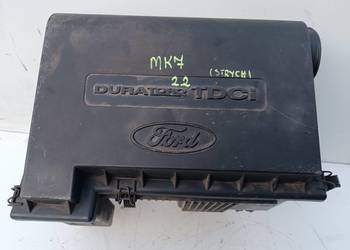 MK7
(STRYCH)
2.2
DURATORQ TDCI
Ford